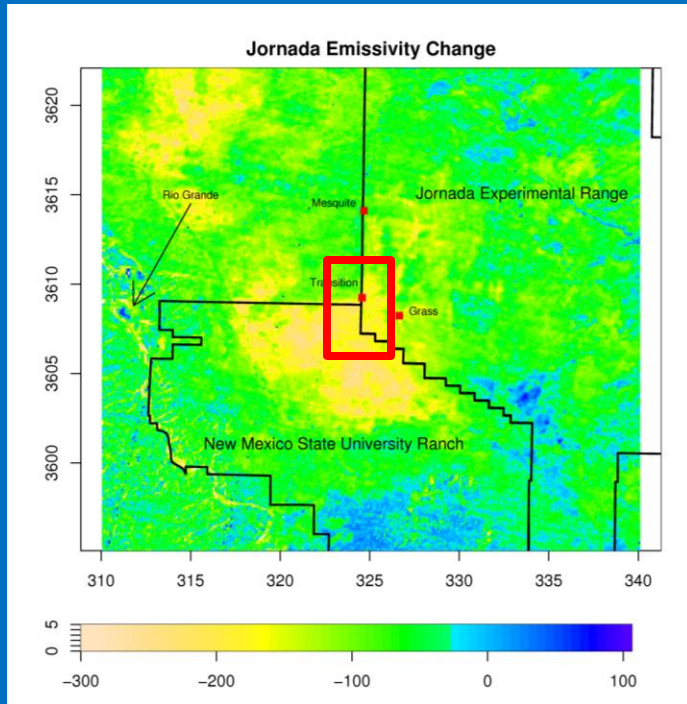 Jornada Emissivity Change
3620
3615
3610
3605
3600
Rio Grande
Mesquite
Jornada Experimental Range
Transition
Grass
New Mexico State University Ranch
310 315 320 325 330 335 340
5
0
−300 −200 −100 0 100